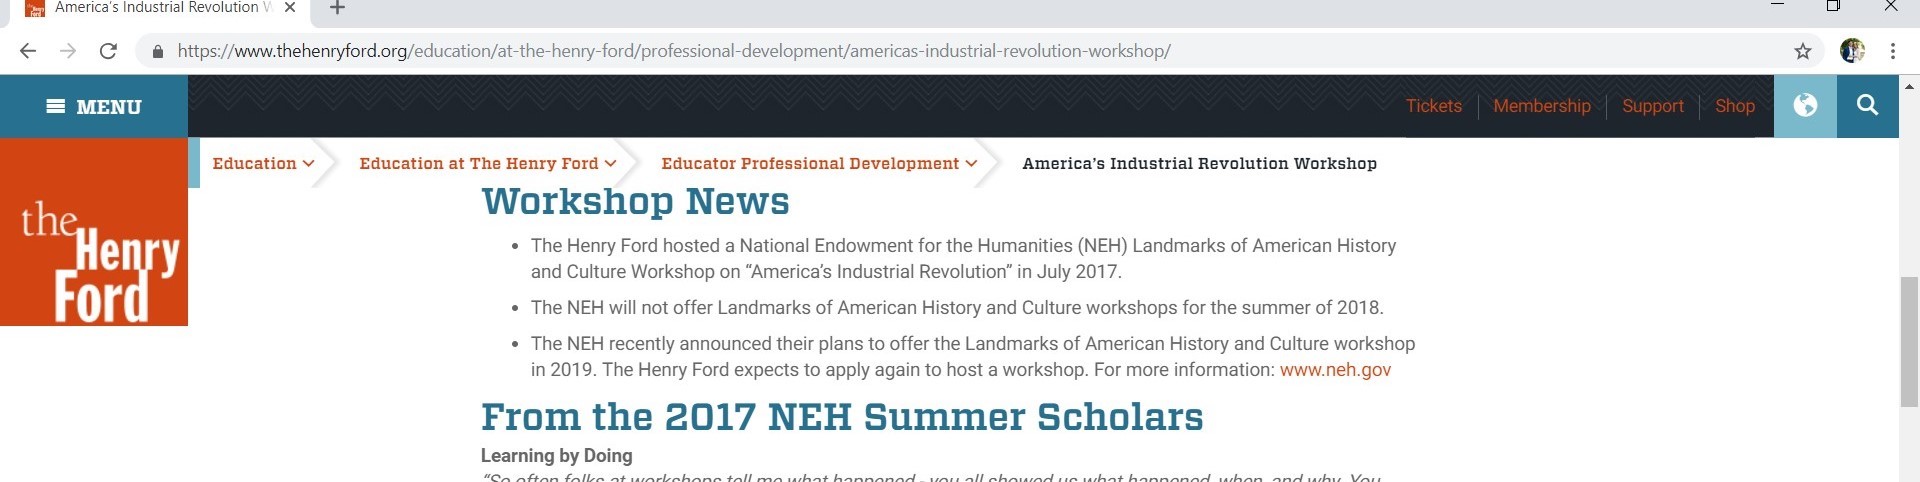 America's Industrial Revolution W
https://www.thehenryford.org/education/at-the-henry-ford/professional-development/americas-industrial-revolution-workshop/
MENU
Tickets
Membership
Support
Shop
the Henry Ford
Education
Education at The Henry Ford
Educator Professional Development
America's Industrial Revolution Workshop
Workshop News
• The Henry Ford hosted a National Endowment for the Humanities (NEH) Landmarks of American History
and Culture Workshop on “America's Industrial Revolution” in July 2017.
• The NEH will not offer Landmarks of American History and Culture workshops for the summer of 2018.
• The NEH recently announced their plans to offer the Landmarks of American History and Culture workshop
in 2019. The Henry Ford expects to apply again to host a workshop. For more information: www.neh.gov
From the 2017 NEH Summer Scholars
Learning by Doing
“So often folks at workshops tell me what happened - you all showed us what happened, when, and why. You